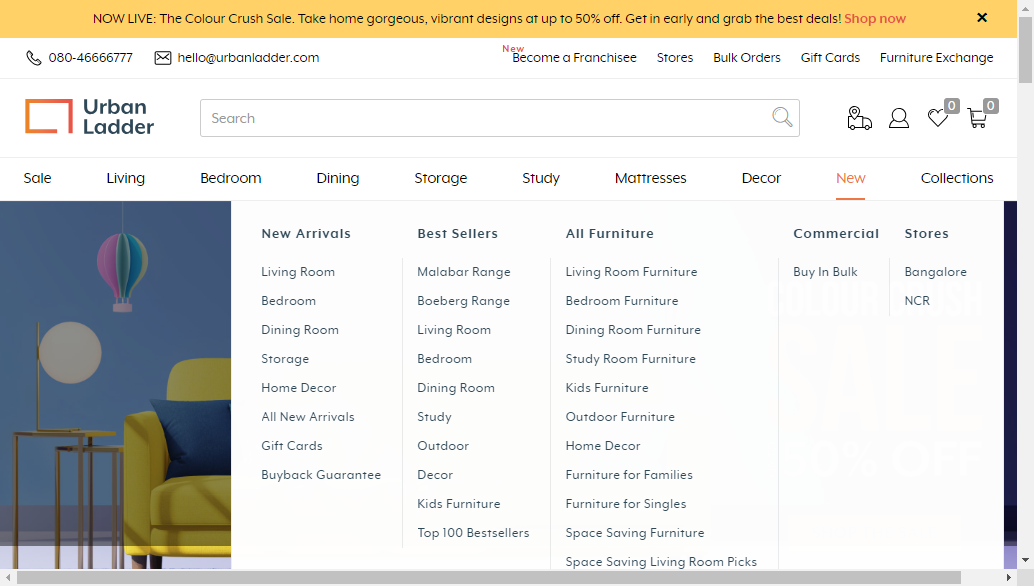 NOW LIVE: The Colour Crush Sale. Take home gorgeous, vibrant designs at up to 50% off. Get in early and grab the best deals! Shop now
080-46666777 hello@urbanladder.com New Become a Franchisee Stores Bulk Orders Gift Cards Furniture Exchange
Urban
Ladder
Search
0
0
Sale Living Bedroom Dining Storage Study Mattresses Decor New Collections
New Arrivals
Living Room
Bedroom
Dining Room
Storage
Home Decor
All New Arrivals
Gift Cards
Buyback Guarantee
Best Sellers
Malabar Range
Boeberg Range
Living Room
Bedroom
Dining Room
Study
Outdoor
Decor
Kids Furniture
Top 100 Bestsellers
All Furniture
Living Room Furniture
Bedroom Furniture
Dining Room Furniture
Study Room Furniture
Kids Furniture
Outdoor Furniture
Home Decor
Furniture for Families
Furniture for Singles
Space Saving Furniture
Space Saving Living Room Picks
Commercial
Buy In Bulk
Stores
Bangalore
NCR
COLOUR CRUSH
SALE
50% OFF